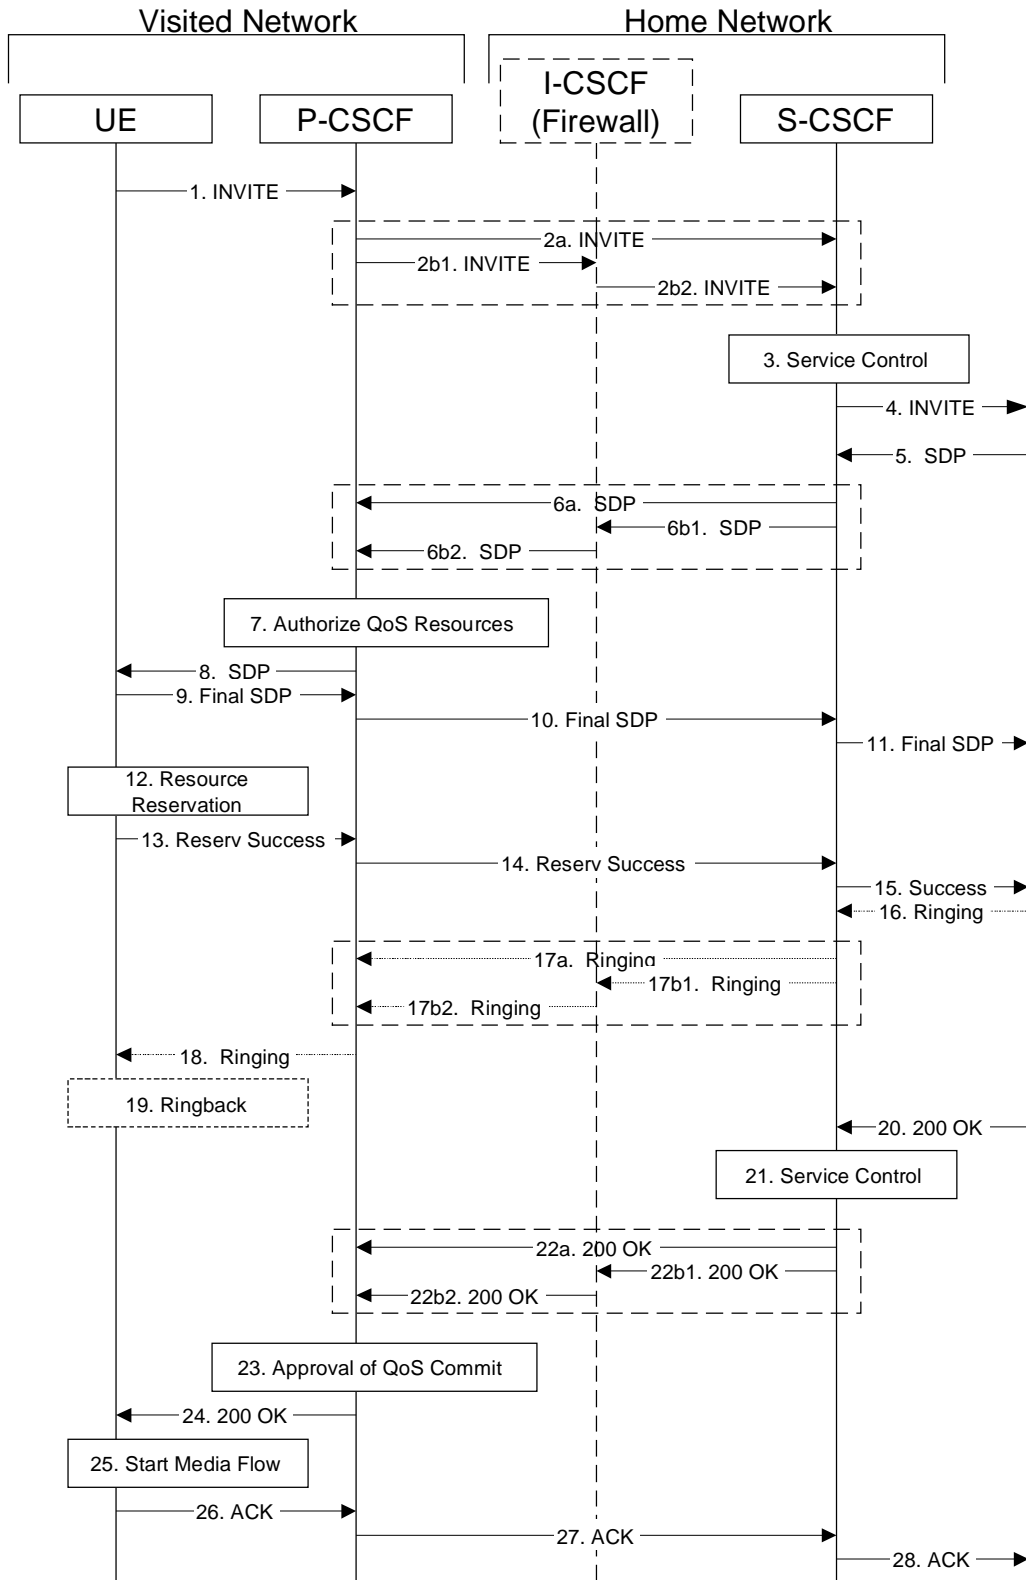 Visited Network
Home Network
UE
P-CSCF
I-CSCF
(Firewall)
S-CSCF
1. INVITE
2a. INVITE
2b1. INVITE
2b2. INVITE
3. Service Control
4. INVITE
5. SDP
6a. SDP
6b1. SDP
6b2. SDP
7. Authorize QoS Resources
8. SDP
9. Final SDP
10. Final SDP
11. Final SDP
12. Resource
Reservation
13. Reserv Success
14. Reserv Success
15. Success
16. Ringing
17a. Ringing
17b1. Ringing
17b2. Ringing
18. Ringing
19. Ringback
20. 200 OK
21. Service Control
22a. 200 OK
22b1. 200 OK
22b2. 200 OK
23. Approval of QoS Commit
24. 200 OK
25. Start Media Flow
26. ACK
27. ACK
28. ACK